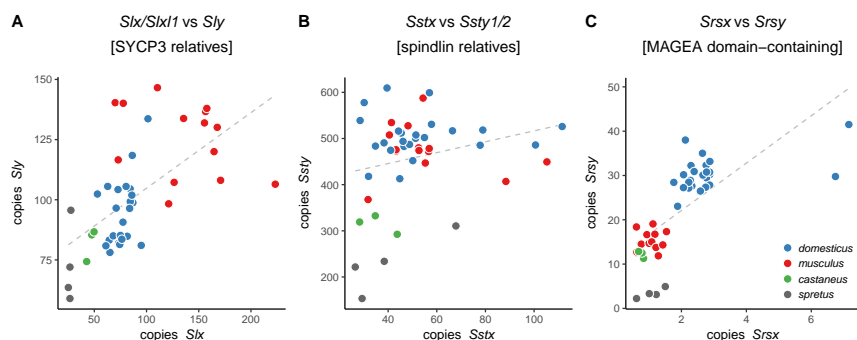 A
Slx/Slxl1 vs Sly
[SYCP3 relatives]
copies Sly
150
125
100
75
50
100
150
200
copies Slx
B
Sstx vs Ssty1/2
[spindlin relatives]
copies Ssty
600
500
400
300
200
40
60
80
100
copies Sstx
C
Srsx vs Srsy
[MAGEA domain−containing]
copies Srsy
50
40
30
20
10
0
2
4
6
copies Srsx
domesticus
musculus
castaneus
spretus